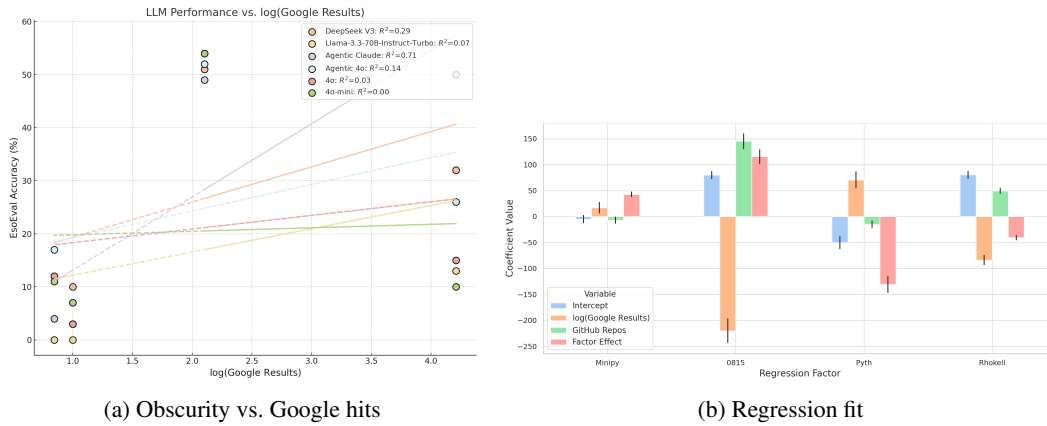 LLM Performance vs. log(Google Results)
EsoEval Accuracy (%)
60
50
40
30
20
10
0
DeepSeek V3: R²=0.29
Llama-3.3-70B-Instruct-Turbo: R²=0.07
Agentic Claude: R²=0.71
Agentic 4o: R²=0.14
4o: R²=0.03
4o-mini: R²=0.00
1.0 1.5 2.0 2.5 3.0 3.5 4.0
log(Google Results)
(a) Obscurity vs. Google hits
Coefficient Value
150
100
50
0
−50
−100
−150
−200
−250
Variable
Intercept
log(Google Results)
GitHub Repos
Factor Effect
Minipy 0815 Pyth Rhokell
Regression Factor
(b) Regression fit